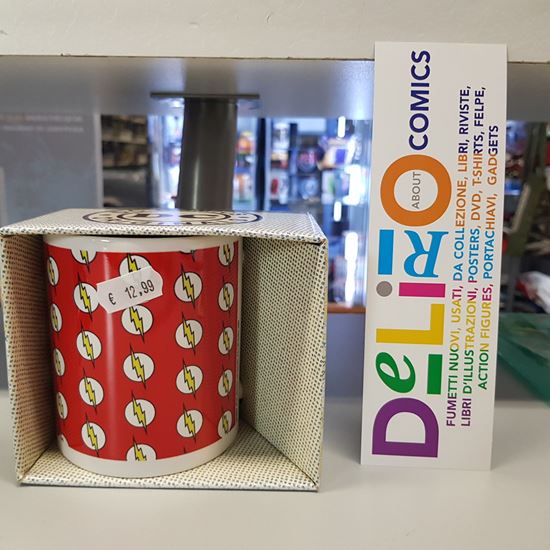 € 12,99
DeLiRiO
ABOUT
COMICS
FUMETTI NUOVI, USATI, DA COLLEZIONE, LIBRI, RIVISTE,
LIBRI D'ILLUSTRAZIONI, POSTERS, DVD, T-SHIRTS, FELPE,
ACTION FIGURES, PORTACHIAVI, GADGETS